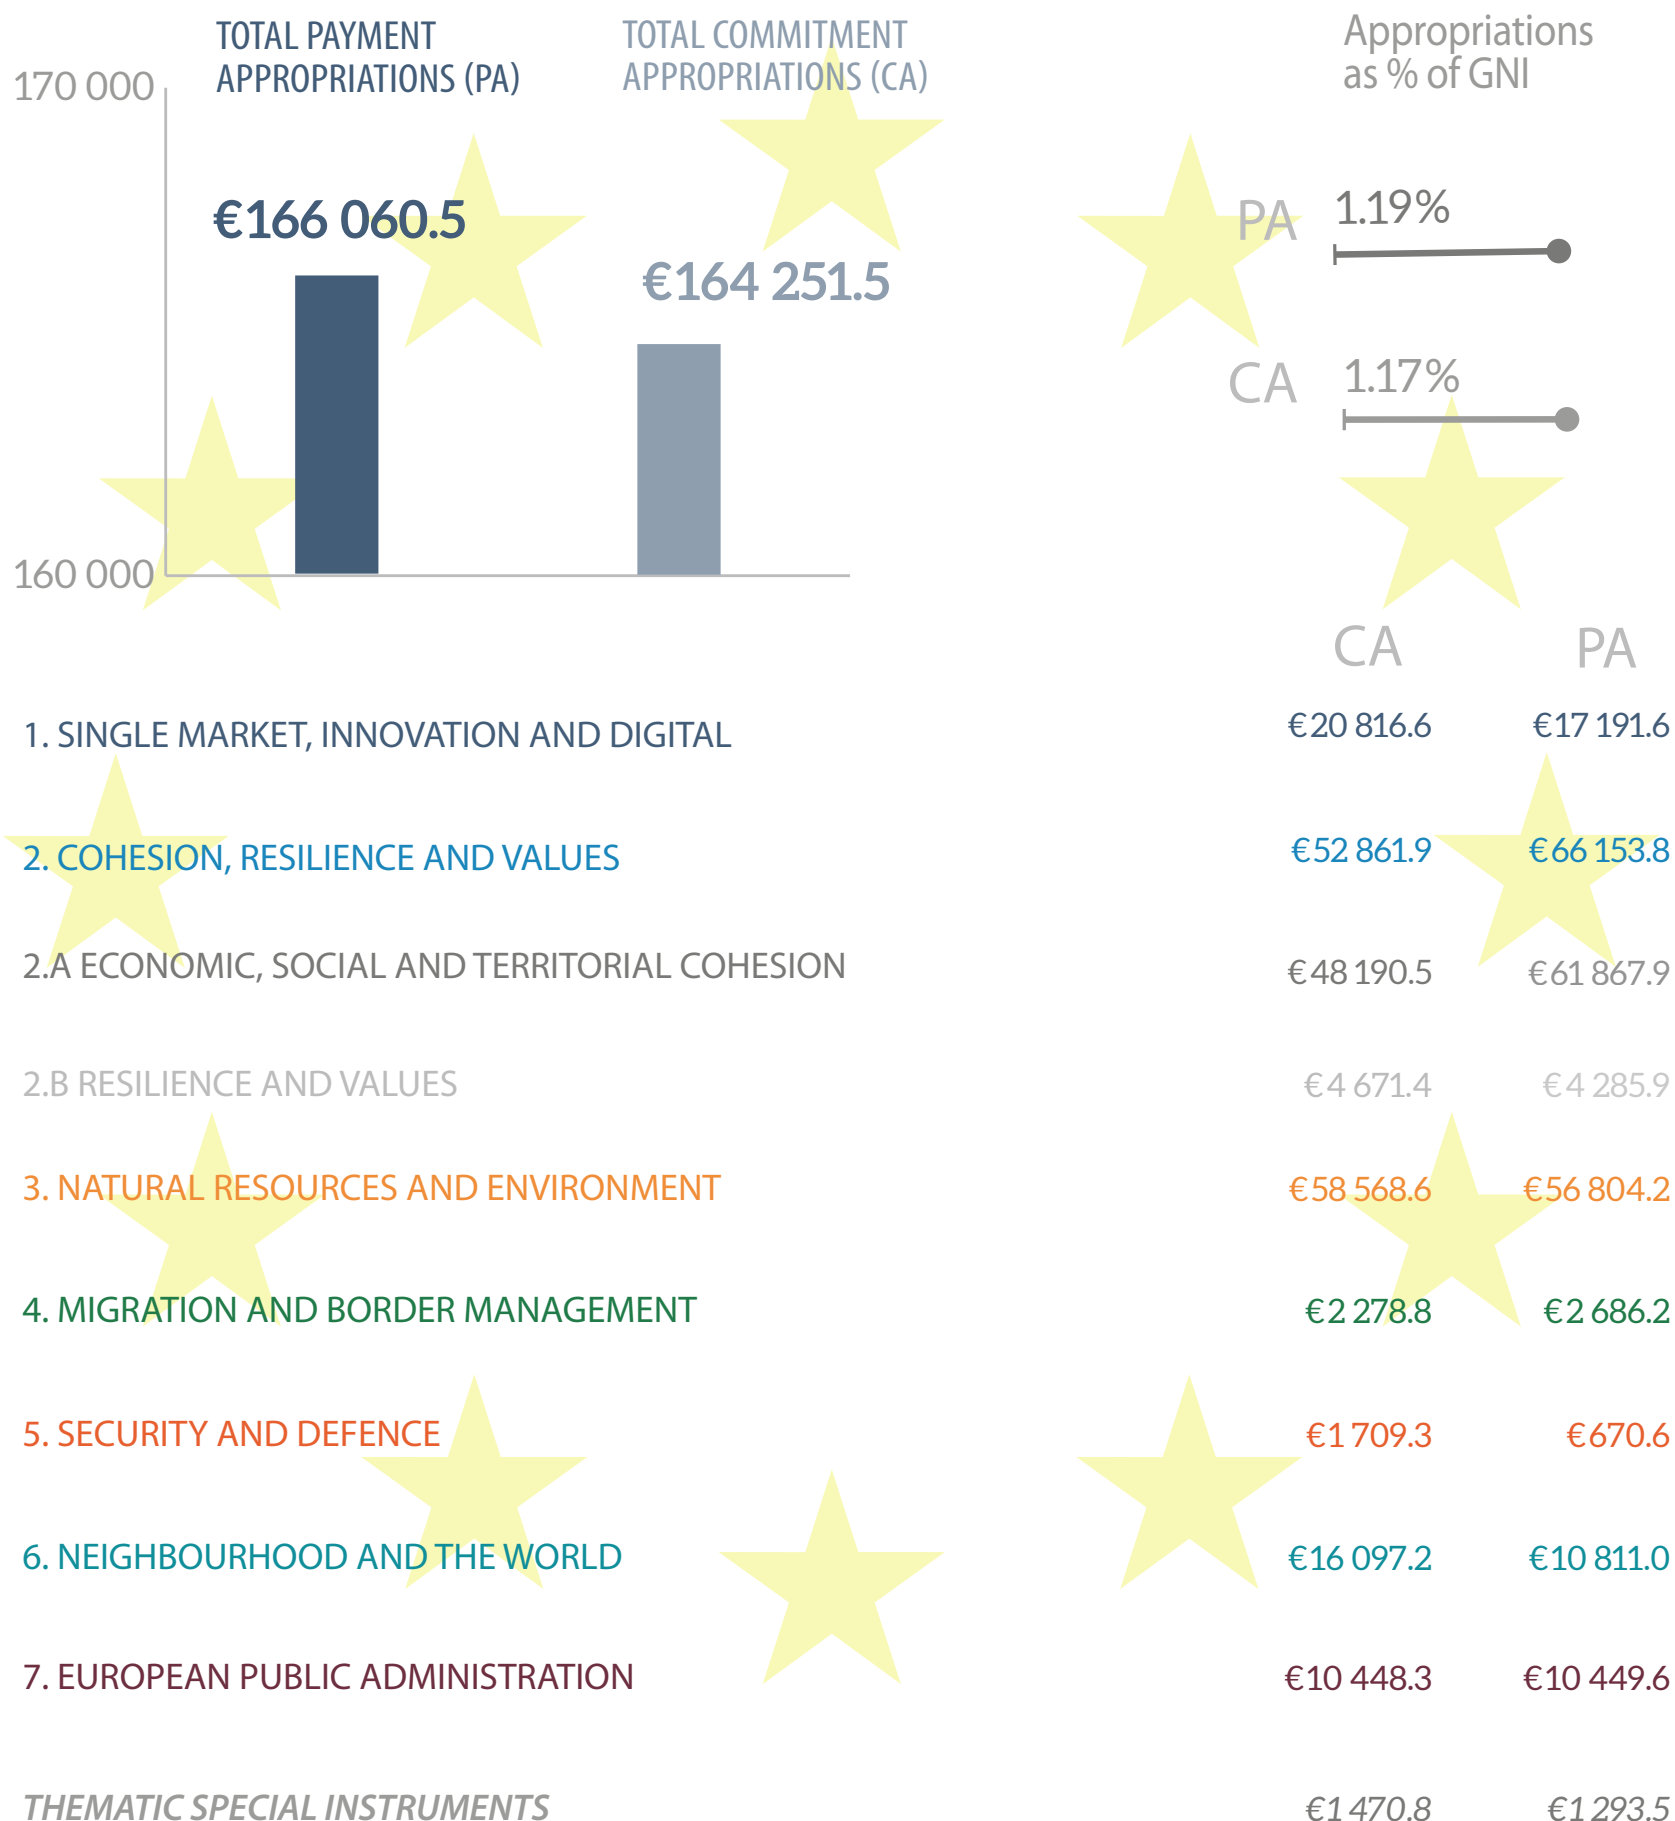 TOTAL PAYMENT
APPROPRIATIONS (PA)
TOTAL COMMITMENT
APPROPRIATIONS (CA)
Appropriations
as % of GNI
170 000
€166 060.5
€164 251.5
160 000
PA 1.19%
CA 1.17%
CA PA
1. SINGLE MARKET, INNOVATION AND DIGITAL €20 816.6 €17 191.6
2. COHESION, RESILIENCE AND VALUES €52 861.9 €66 153.8
2.A ECONOMIC, SOCIAL AND TERRITORIAL COHESION €48 190.5 €61 867.9
2.B RESILIENCE AND VALUES €4 671.4 €4 285.9
3. NATURAL RESOURCES AND ENVIRONMENT €58 568.6 €56 804.2
4. MIGRATION AND BORDER MANAGEMENT €2 278.8 €2 686.2
5. SECURITY AND DEFENCE €1 709.3 €670.6
6. NEIGHBOURHOOD AND THE WORLD €16 097.2 €10 811.0
7. EUROPEAN PUBLIC ADMINISTRATION €10 448.3 €10 449.6
THEMATIC SPECIAL INSTRUMENTS €1 470.8 €1 293.5